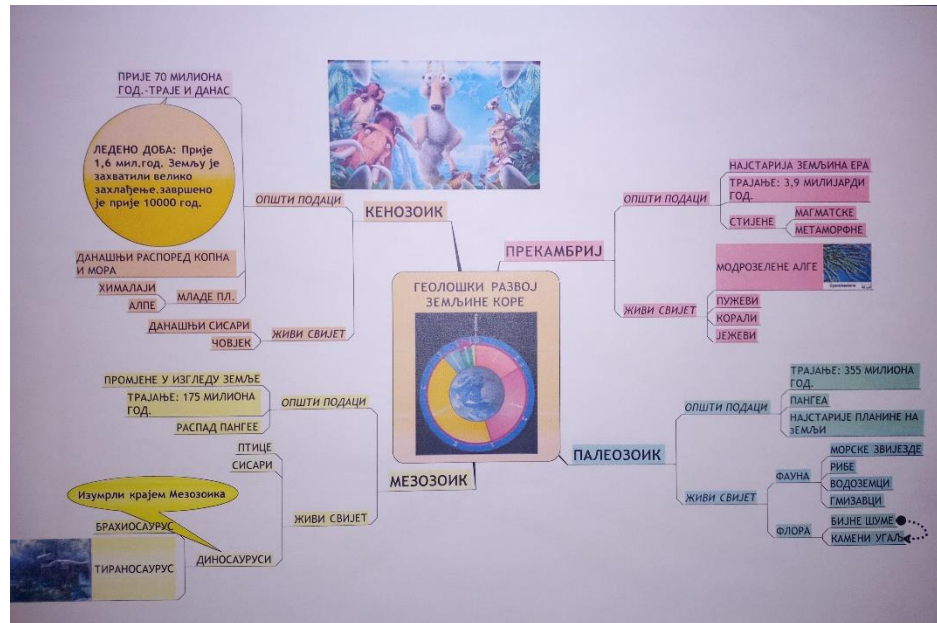 ГЕОЛОШКИ РАЗВОЈ
ЗЕМЉИНЕ КОРЕ
ПРЕКАМБРИЈ
ОПШТИ ПОДАЦИ
НАЈСТАРИЈА ЗЕМЉИНА ЕРА
ТРАЈАЊЕ: 3,9 МИЛИЈАРДИ
ГОД.
СТИЈЕНЕ
МАГМАТСКЕ
МЕТАМОРФНЕ
ЖИВИ СВИЈЕТ
МОДРОЗЕЛЕНЕ АЛГЕ
ПУЖЕВИ
КОРАЛИ
ЈЕЖЕВИ
ПАЛЕОЗОИК
ОПШТИ ПОДАЦИ
ТРАЈАЊЕ: 355 МИЛИОНА
ГОД.
ПАНГЕА
НАЈСТАРИЈЕ ПЛАНИНЕ НА
зЕМЉИ
ЖИВИ СВИЈЕТ
ФАУНА
МОРСКЕ ЗВИЈЕЗДЕ
РИБЕ
ВОДОЗЕМЦИ
ГМИЗАВЦИ
ФЛОРА
БИЈНЕ ШУМЕ
КАМЕНИ УГАЉ
МЕЗОЗОИК
ОПШТИ ПОДАЦИ
ПРОМЈЕНЕ У ИЗГЛЕДУ ЗЕМЉЕ
ТРАЈАЊЕ: 175 МИЛИОНА
ГОД.
РАСПАД ПАНГЕЕ
ЖИВИ СВИЈЕТ
ПТИЦЕ
СИСАРИ
ДИНОСАУРУСИ
Изумрли крајем Мезозоика
БРАХИОСАУРУС
ТИРАНОСАУРУС
КЕНОЗОИК
ОПШТИ ПОДАЦИ
ПРИЈЕ 70 МИЛИОНА
ГОД.-ТРАЈЕ И ДАНАС
ЛЕДЕНО ДОБА: Прије
1,6 мил.год. Земљу је
захватили велико
захлађење.завршено
је прије 10000 год.
ДАНАШЊИ РАСПОРЕД КОПНА
И МОРА
МЛАДЕ ПЛ.
ХИМАЛАЈИ
АЛПЕ
ЖИВИ СВИЈЕТ
ДАНАШЊИ СИСАРИ
ЧОВЈЕК